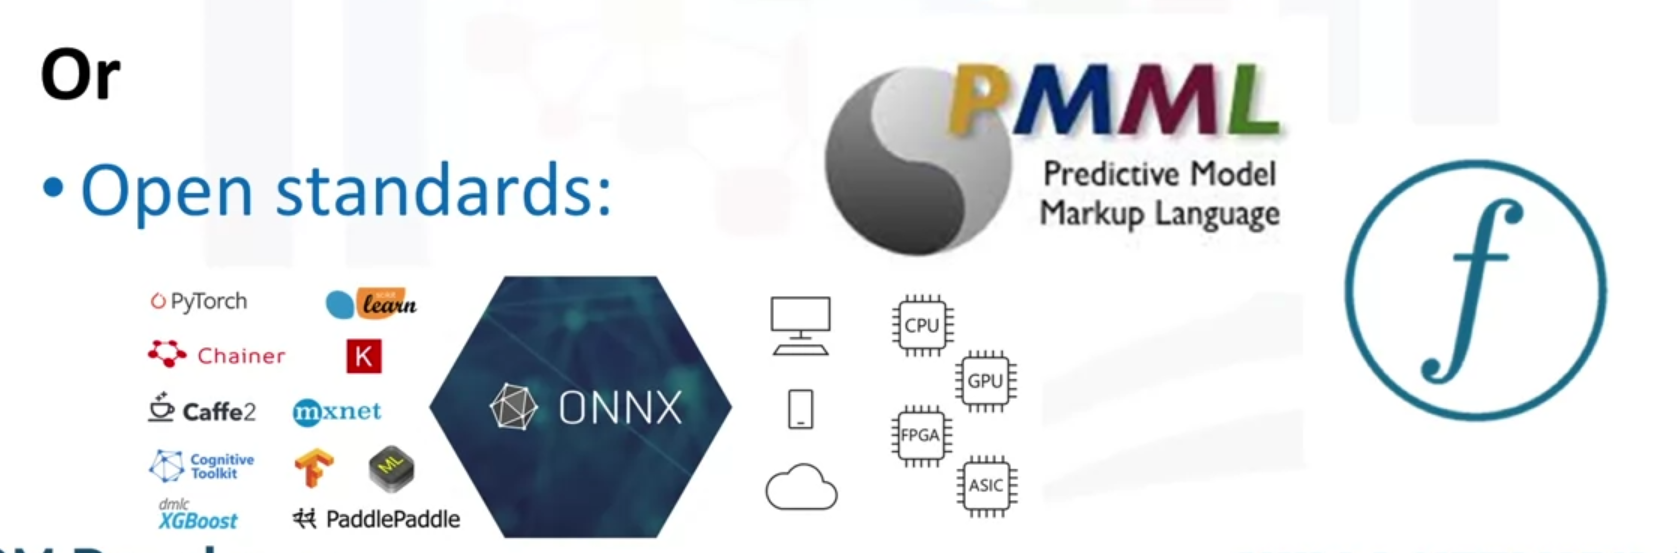 Or
• Open standards:
PMML
Predictive Model
Markup Language
f
PyTorch
learn
Chainer
K
Caffe2
mxnet
Cognitive
Toolkit
ML
dmlc
XGBoost
PaddlePaddle
ONNX
CPU
GPU
FPGA
ASIC